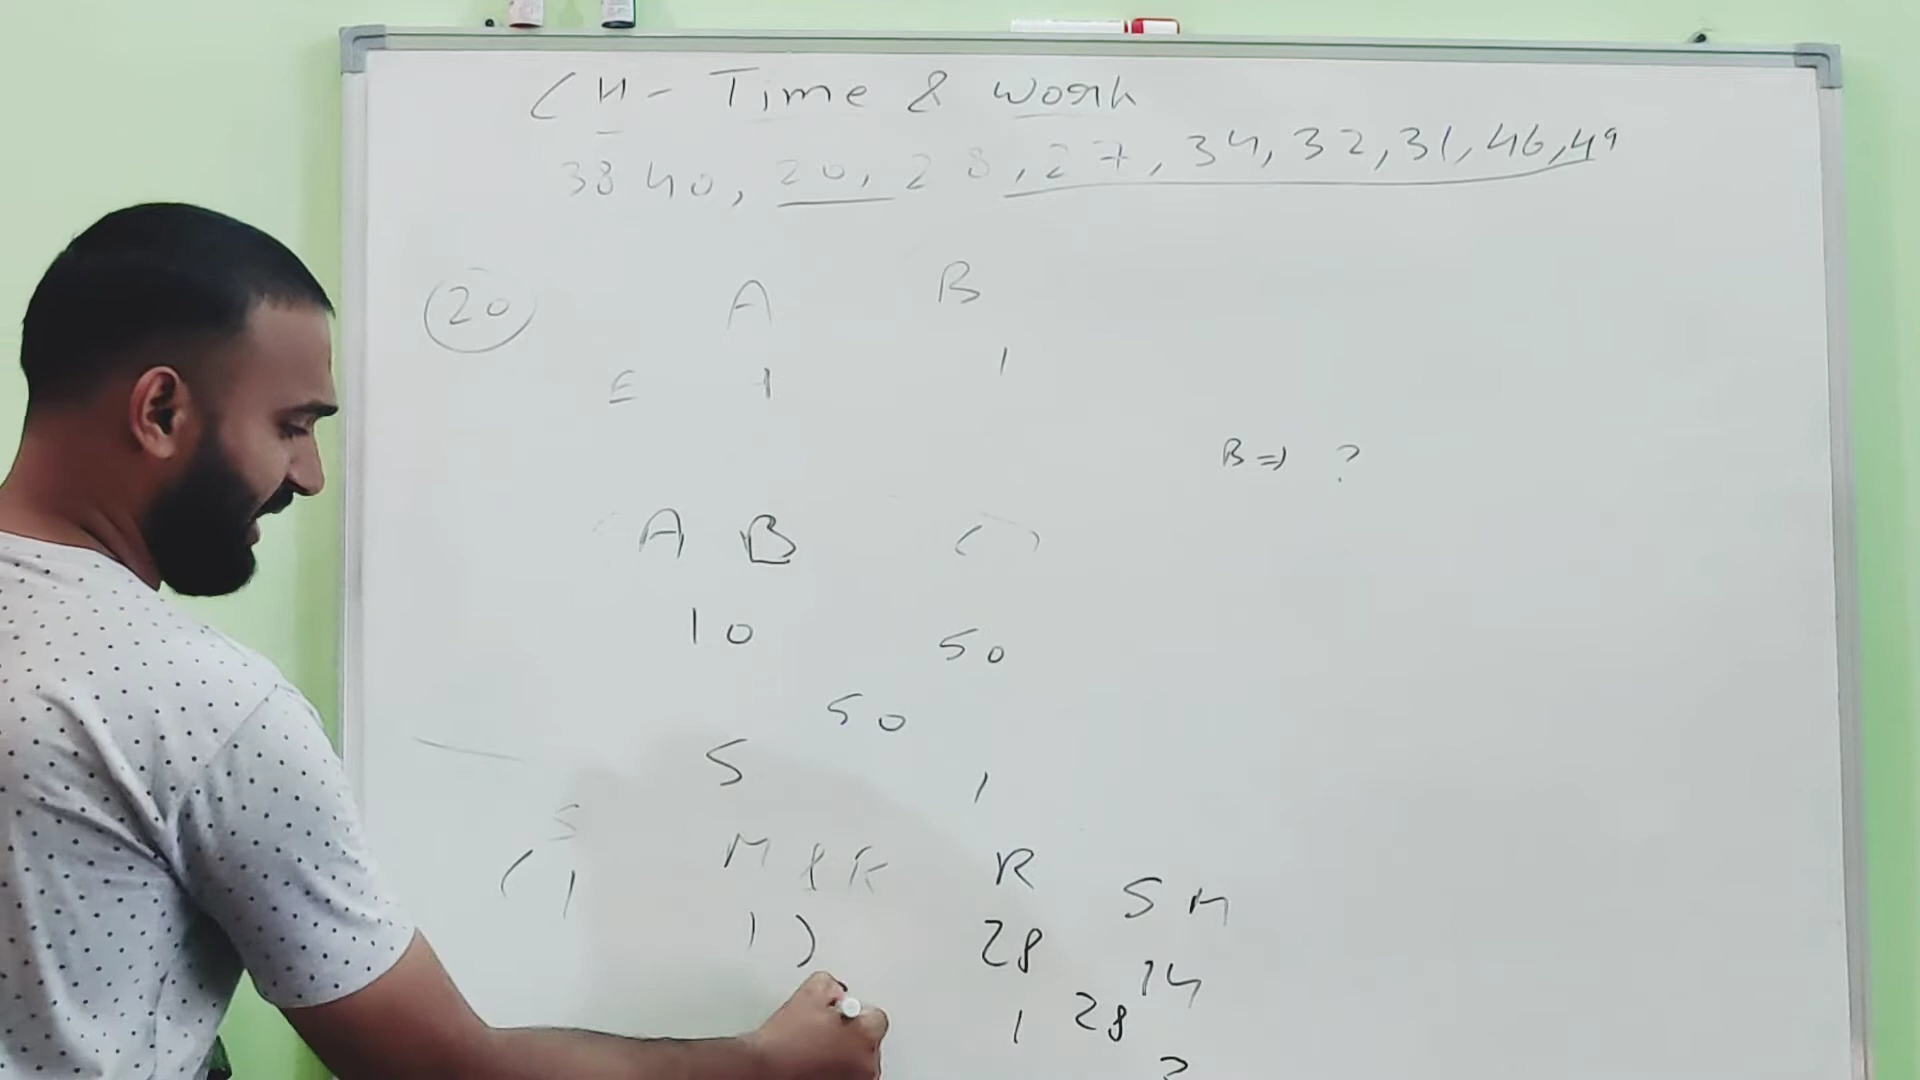 CH - Time & Work
38 40, 20, 28, 27, 34, 32, 31, 46, 49
20 A B
E 1 1
B => ?
A B ( )
10 50
50
5 1
M & K R S M
1 ) 28 14
1 28